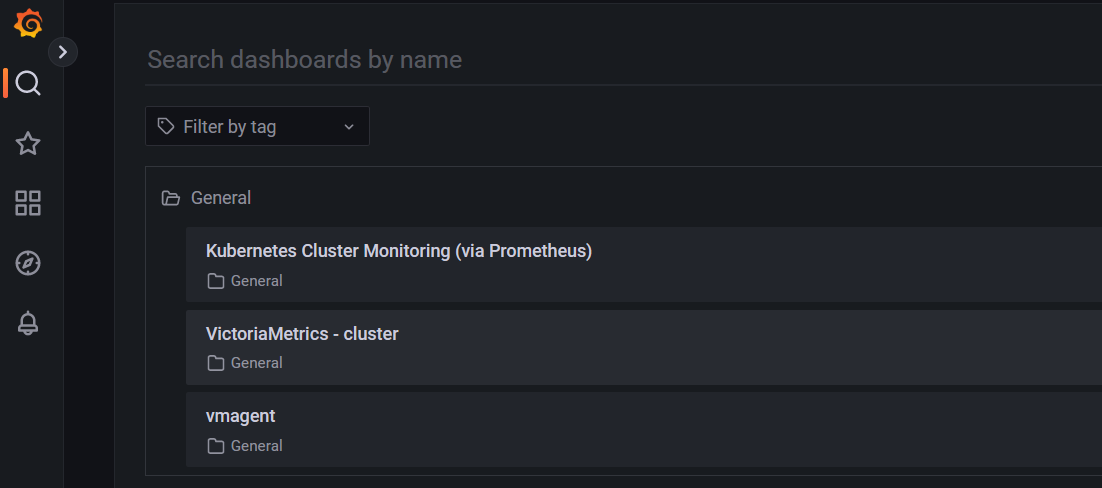 Search dashboards by name
Filter by tag
General
Kubernetes Cluster Monitoring (via Prometheus)
General
VictoriaMetrics - cluster
General
vmagent
General